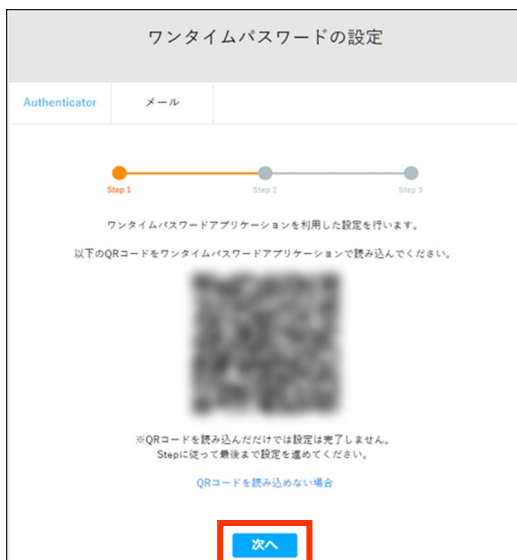 ワンタイムパスワードの設定
Authenticator
メール
Step 1
Step 2
Step 3
ワンタイムパスワードアプリケーションを利用した設定を行います。
以下のQRコードをワンタイムパスワードアプリケーションで読み込んでください。
※QRコードを読み込んだだけでは設定は完了しません。
Stepに従って最後まで設定を進めてください。
QRコードを読み込めない場合
次へ